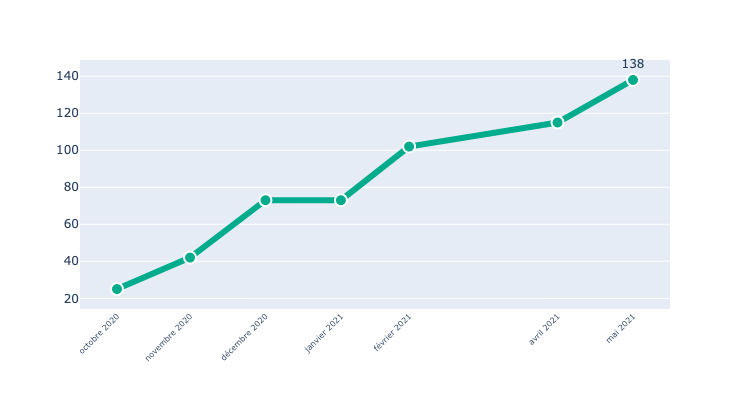 138
140
120
100
80
60
40
20
octobre 2020
novembre 2020
décembre 2020
janvier 2021
février 2021
avril 2021
mai 2021